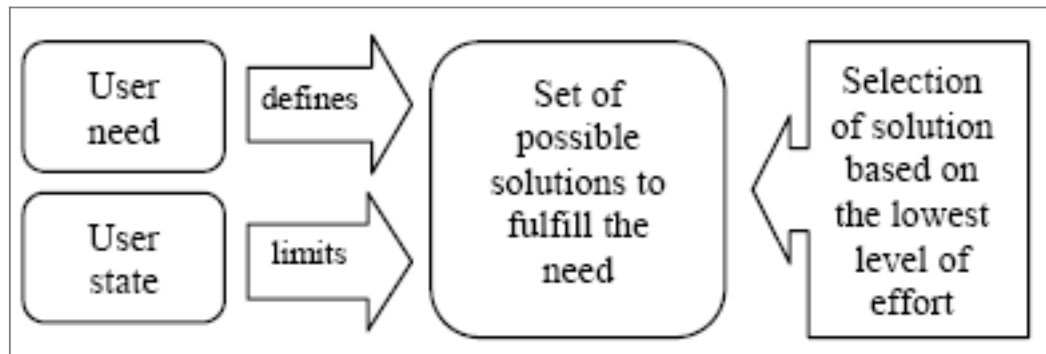 User
need
defines
User
state
limits
Set of
possible
solutions to
fulfill the
need
Selection
of solution
based on
the lowest
level of
effort